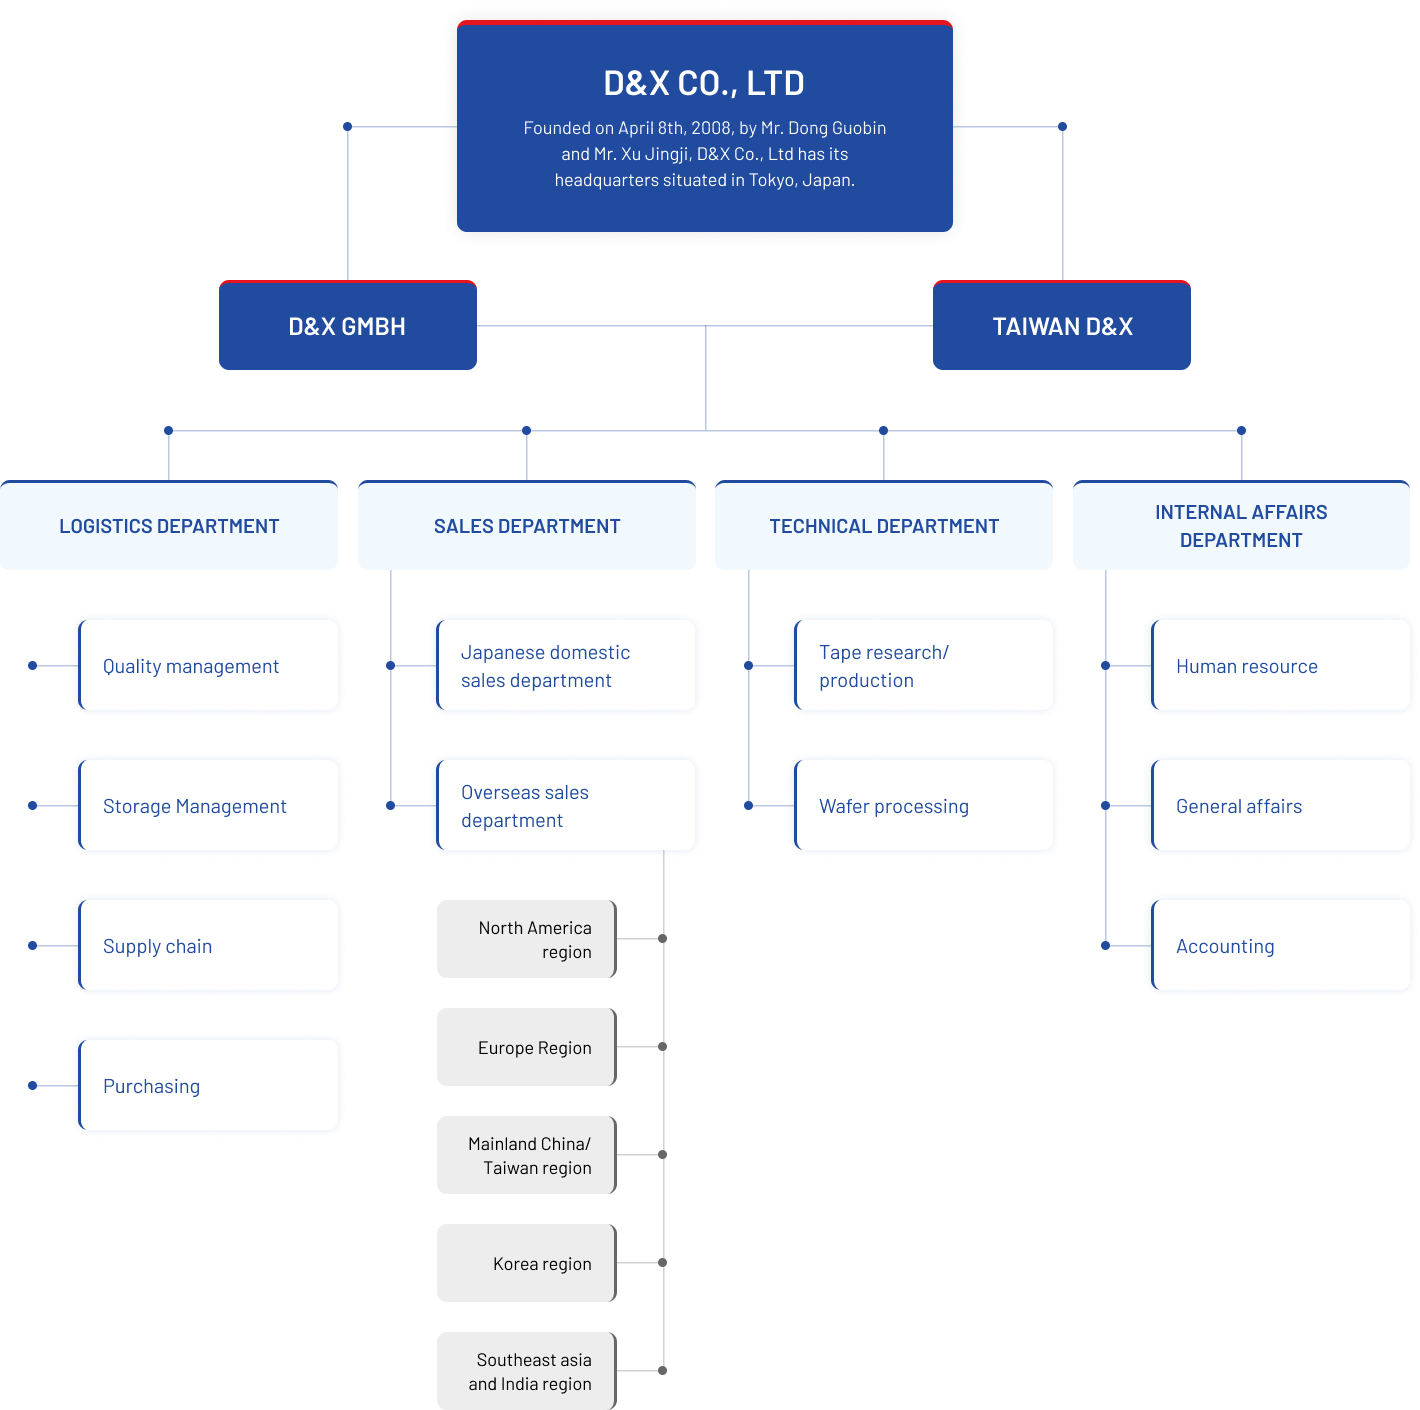 D&X CO., LTD
Founded on April 8th, 2008, by Mr. Dong Guobin
and Mr. Xu Jingji, D&X Co., Ltd has its
headquarters situated in Tokyo, Japan.
D&X GMBH
TAIWAN D&X
LOGISTICS DEPARTMENT
Quality management
Storage Management
Supply chain
Purchasing
SALES DEPARTMENT
Japanese domestic
sales department
Overseas sales
department
North America
region
Europe Region
Mainland China/
Taiwan region
Korea region
Southeast asia
and India region
TECHNICAL DEPARTMENT
Tape research/
production
Wafer processing
INTERNAL AFFAIRS
DEPARTMENT
Human resource
General affairs
Accounting